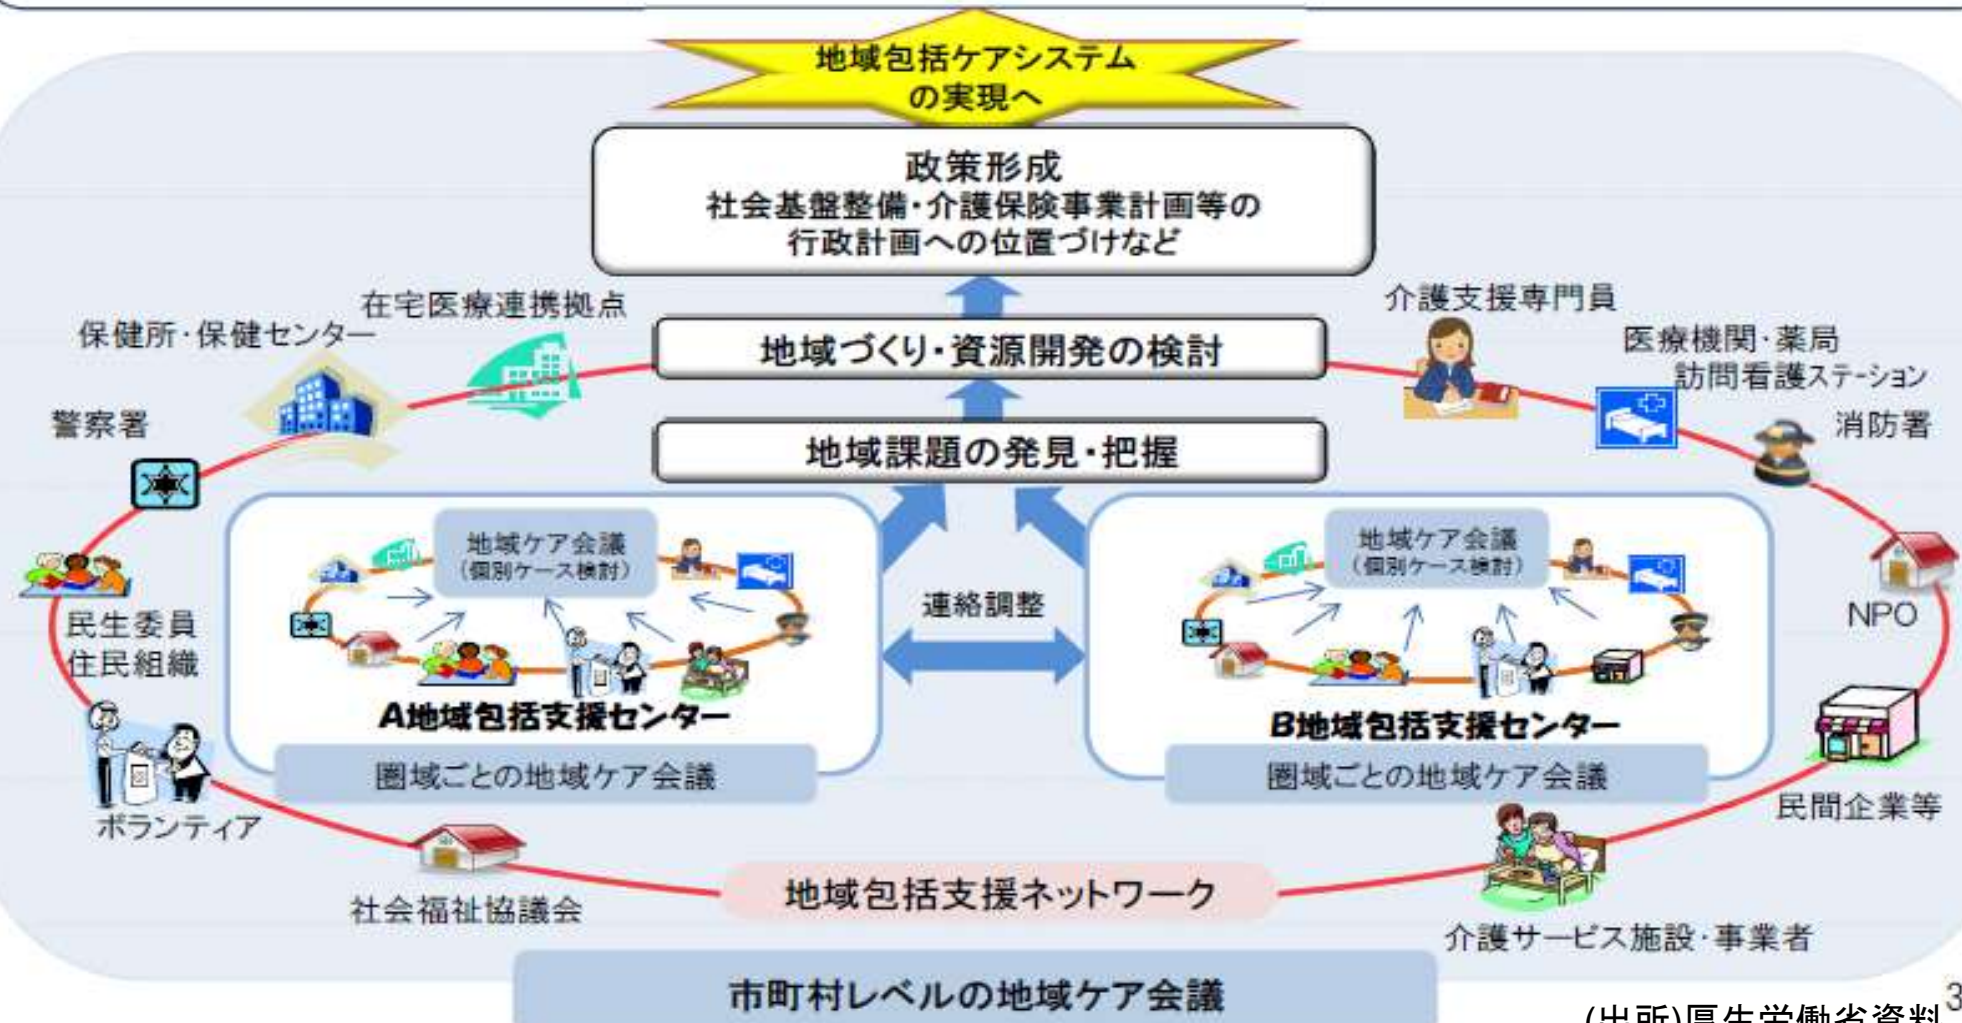 地域包括ケアシステム
の実現へ
政策形成
社会基盤整備・介護保険事業計画等の
行政計画への位置づけなど
在宅医療連携拠点
保健所・保健センター
介護支援専門員
医療機関・薬局
訪問看護ステーション
地域づくり・資源開発の検討
警察署
消防署
地域課題の発見・把握
地域ケア会議
(個別ケース検討)
地域ケア会議
(個別ケース検討)
連絡調整
民生委員
住民組織
NPO
A地域包括支援センター
B地域包括支援センター
圏域ごとの地域ケア会議
圏域ごとの地域ケア会議
ボランティア
民間企業等
社会福祉協議会
地域包括支援ネットワーク
介護サービス施設・事業者
市町村レベルの地域ケア会議
3
(出所)厚生労働省資料